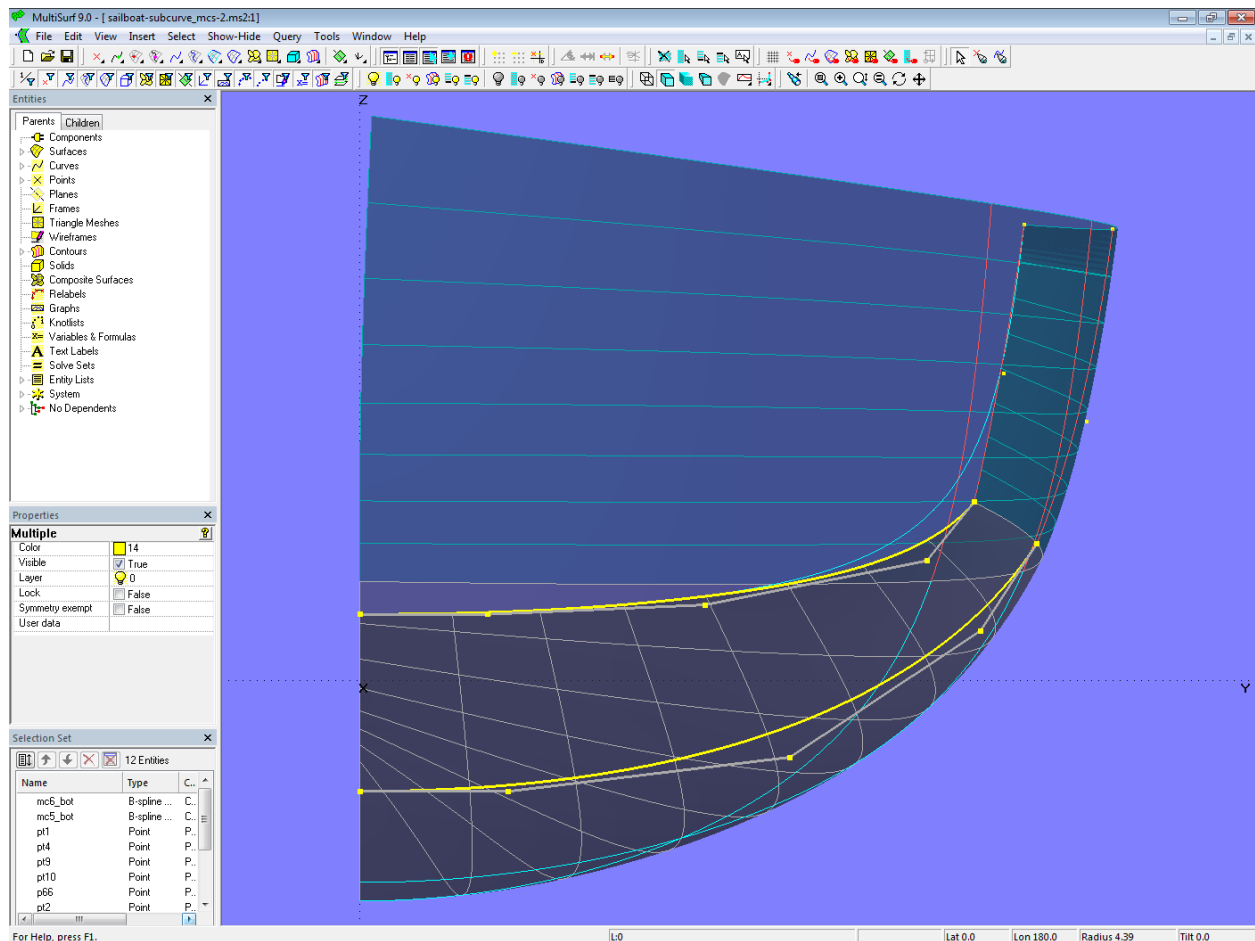 MultiSurf 9.0 - [ sailboat-subcurve_mcs-2.ms2:1]
File Edit View Insert Select Show-Hide Query Tools Window Help
Entities
Parents Children
Components
Surfaces
Curves
Points
Planes
Frames
Triangle Meshes
Wireframes
Contours
Solids
Composite Surfaces
Relabels
Graphs
Knotlists
Variables & Formulas
Text Labels
Solve Sets
Entity Lists
System
No Dependents
Properties
Multiple
Color 14
Visible True
Layer 0
Lock False
Symmetry exempt False
User data
Selection Set
12 Entities
Name Type C..
mc6_bot B-spline ... C..
mc5_bot B-spline ... C..
pt1 Point P..
pt4 Point P..
pt9 Point P..
pt10 Point P..
p66 Point P..
pt2 Point P..
Z
X
Y
For Help, press F1. L:0 Lat 0.0 Lon 180.0 Radius 4.39 Tilt 0.0